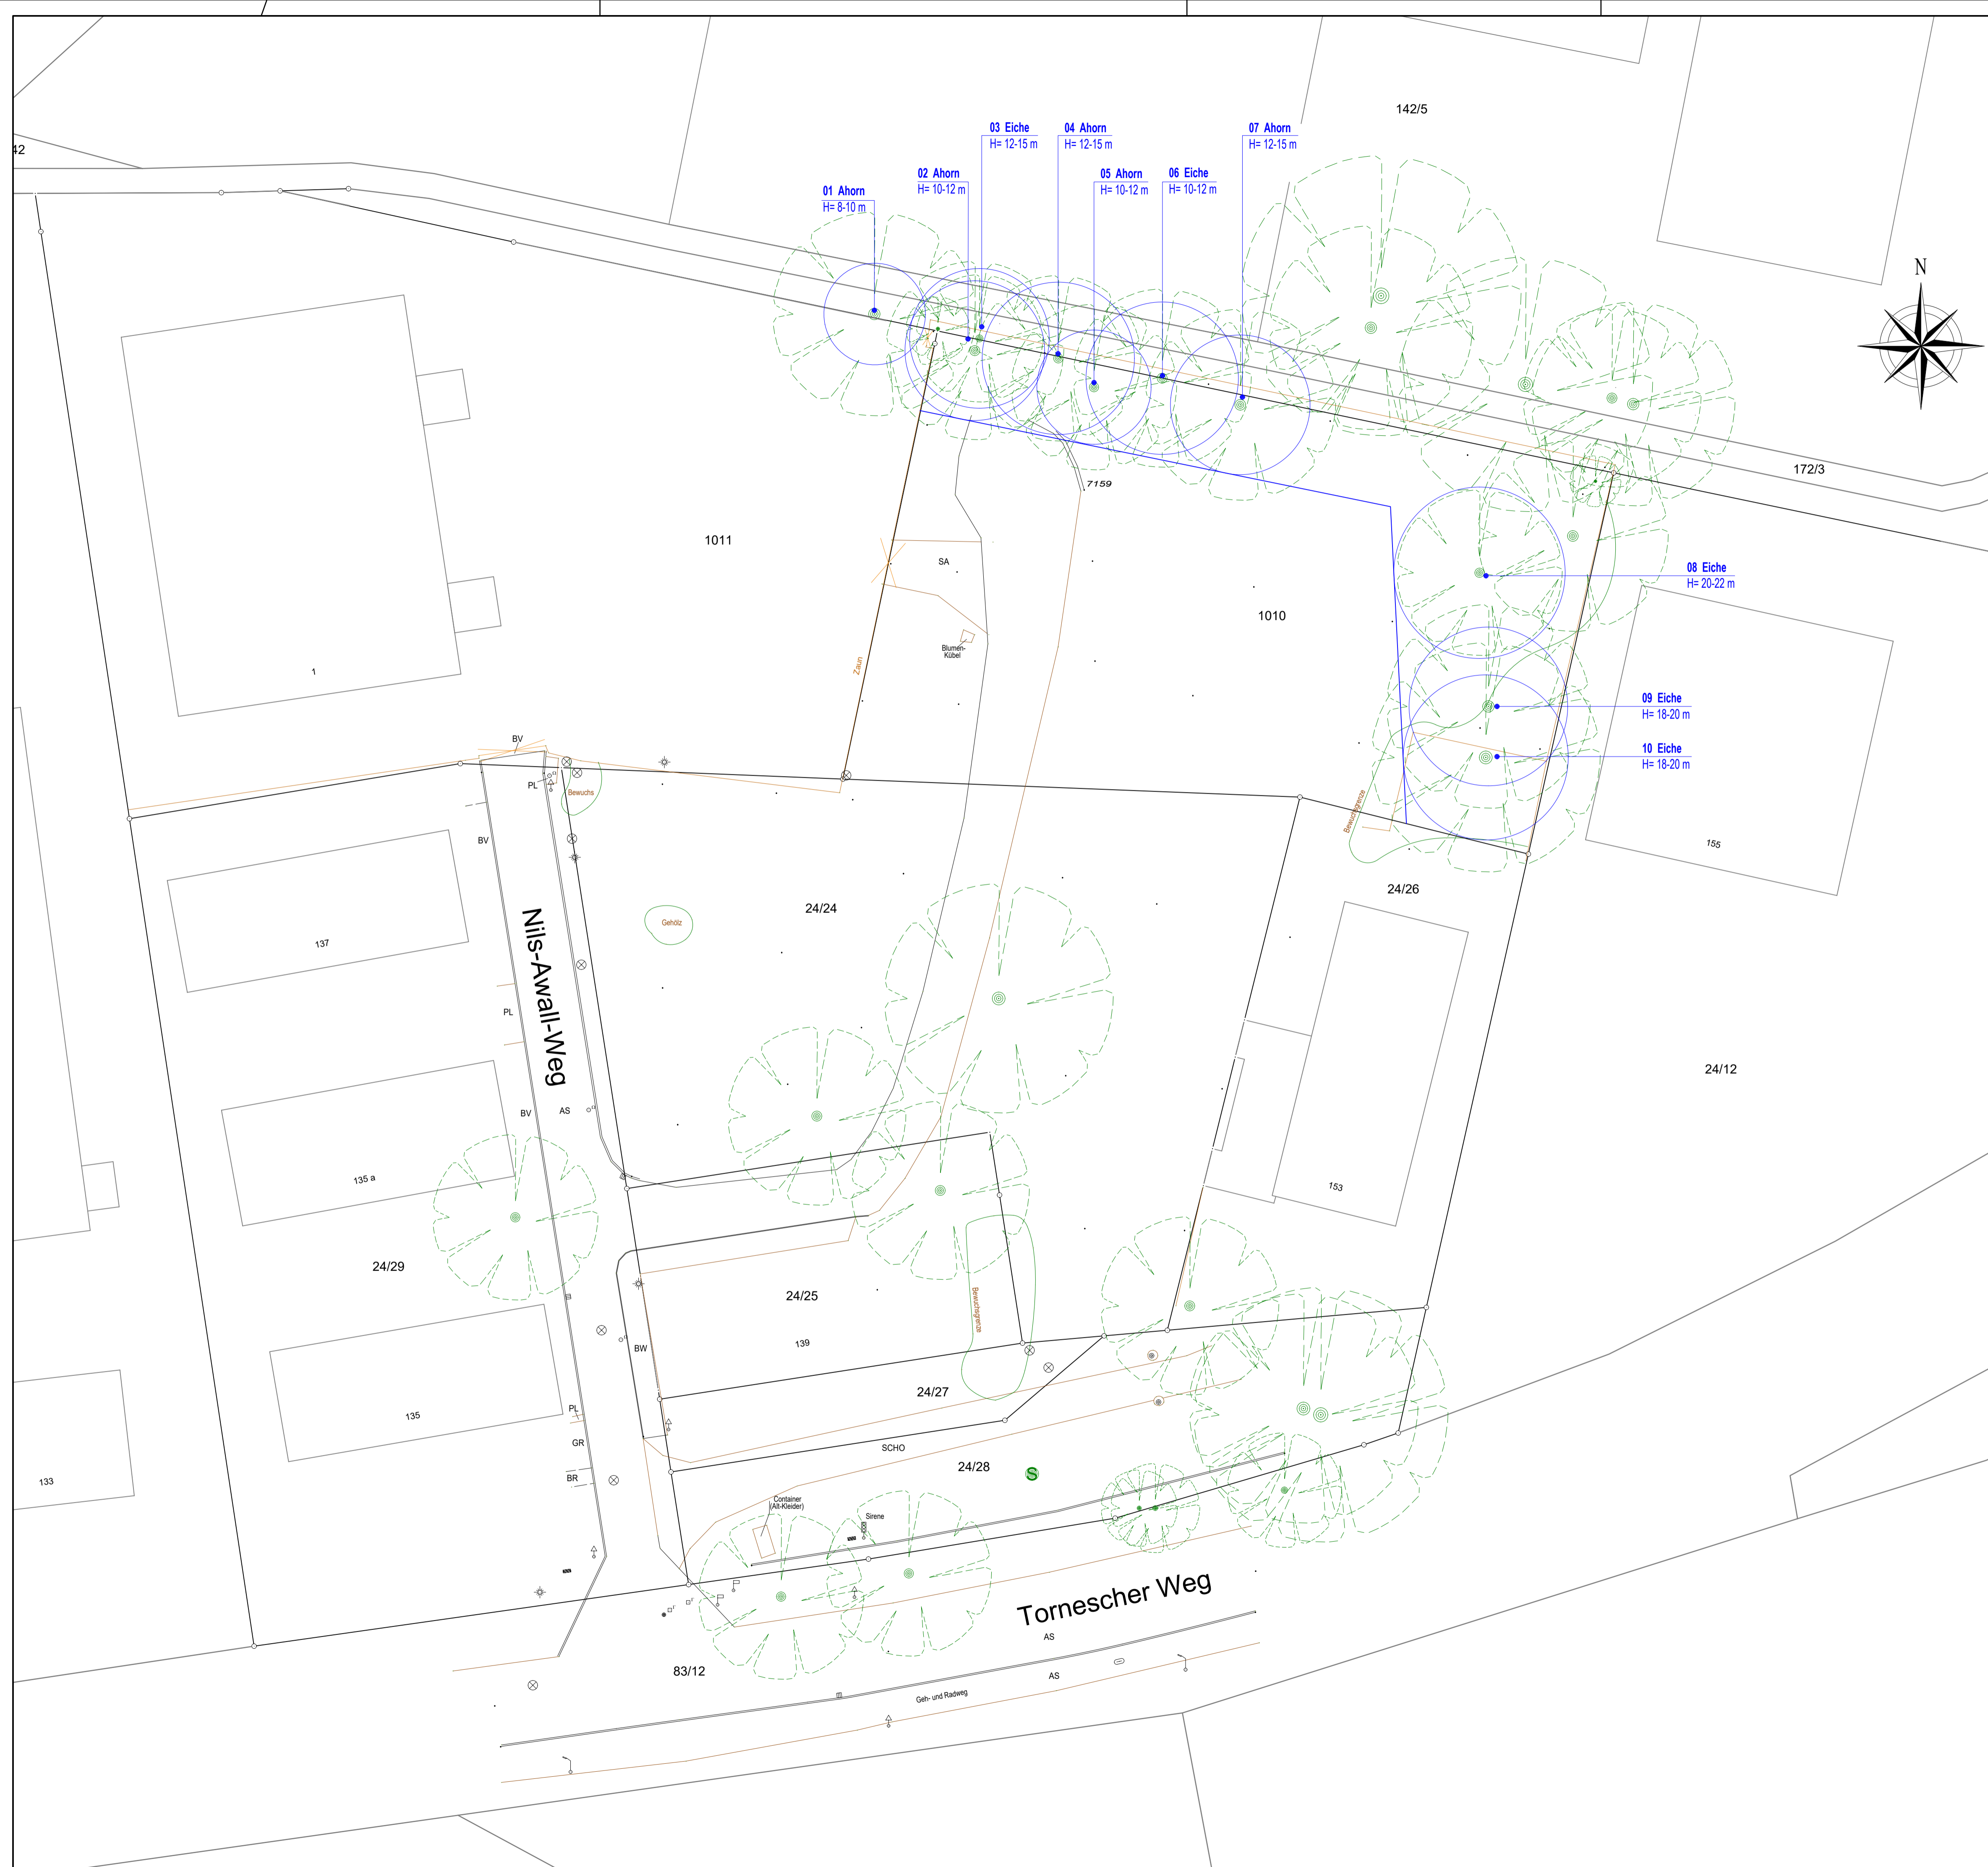 142/5
03 Eiche
H= 12-15 m
04 Ahorn
H= 12-15 m
07 Ahorn
H= 12-15 m
42
02 Ahorn
H= 10-12 m
05 Ahorn
H= 10-12 m
06 Eiche
H= 10-12 m
01 Ahorn
H= 8-10 m
N
172/3
7159
1011
SA
08 Eiche
H= 20-22 m
1010
Blumen-
Kübel
Zaun
1
09 Eiche
H= 18-20 m
BV
10 Eiche
H= 18-20 m
PL
Bewuchs
Bewuchsgrenze
BV
155
24/26
24/24
Gehölz
137
Nils-Awall-Weg
PL
24/12
BV
AS
135 a
153
24/29
24/25
Bewuchsgrenze
139
BW
24/27
PL
135
GR
SCHO
24/28
S
BR
133
Container
(Alt-Kleider)
Sirene
Tornescher Weg
AS
83/12
AS
Geh- und Radweg